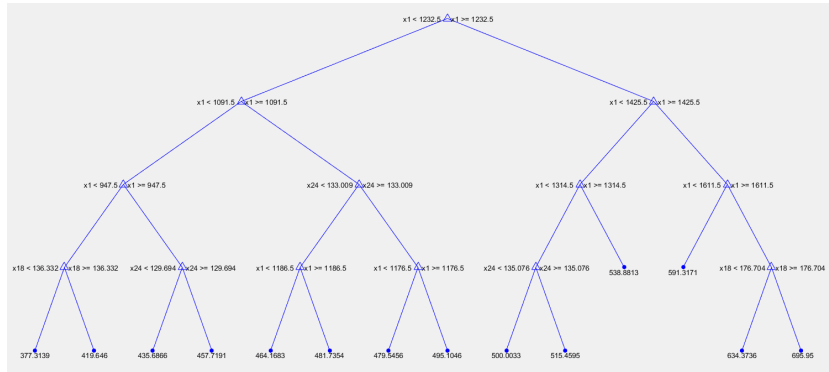 x1 < 1232.5 x1 >= 1232.5
x1 < 1091.5 x1 >= 1091.5
x1 < 1425.5 x1 >= 1425.5
x1 < 947.5 x1 >= 947.5
x24 < 133.009 x24 >= 133.009
x1 < 1314.5 x1 >= 1314.5
x1 < 1611.5 x1 >= 1611.5
x18 < 136.332 x18 >= 136.332
x24 < 129.694 x24 >= 129.694
x1 < 1186.5 x1 >= 1186.5
x1 < 1176.5 x1 >= 1176.5
x24 < 135.076 x24 >= 135.076
538.8813
591.3171
x18 < 176.704 x18 >= 176.704
377.3139
419.646
435.6866
457.7191
464.1683
481.7354
479.5456
495.1046
500.0033
515.4595
634.3736
695.95